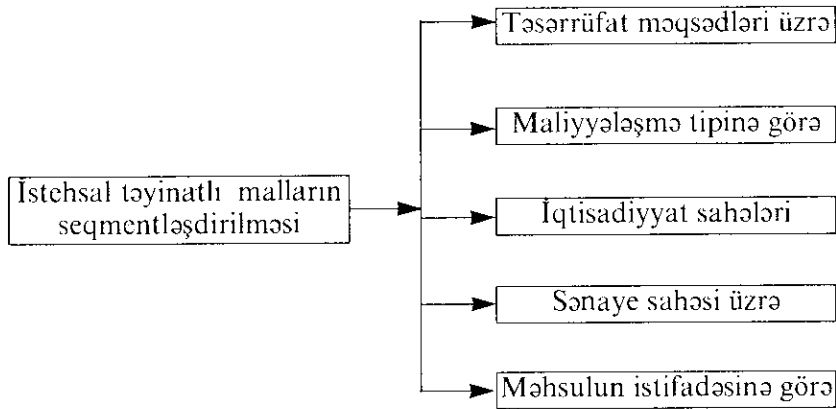 Təsərrüfat məqsədləri üzrə
Maliyyələşmə tipinə görə
İstehsal təyinatlı malların
seqmentləşdirilməsi
İqtisadiyyat sahələri
Sənaye sahəsi üzrə
Məhsulun istifadəsinə görə